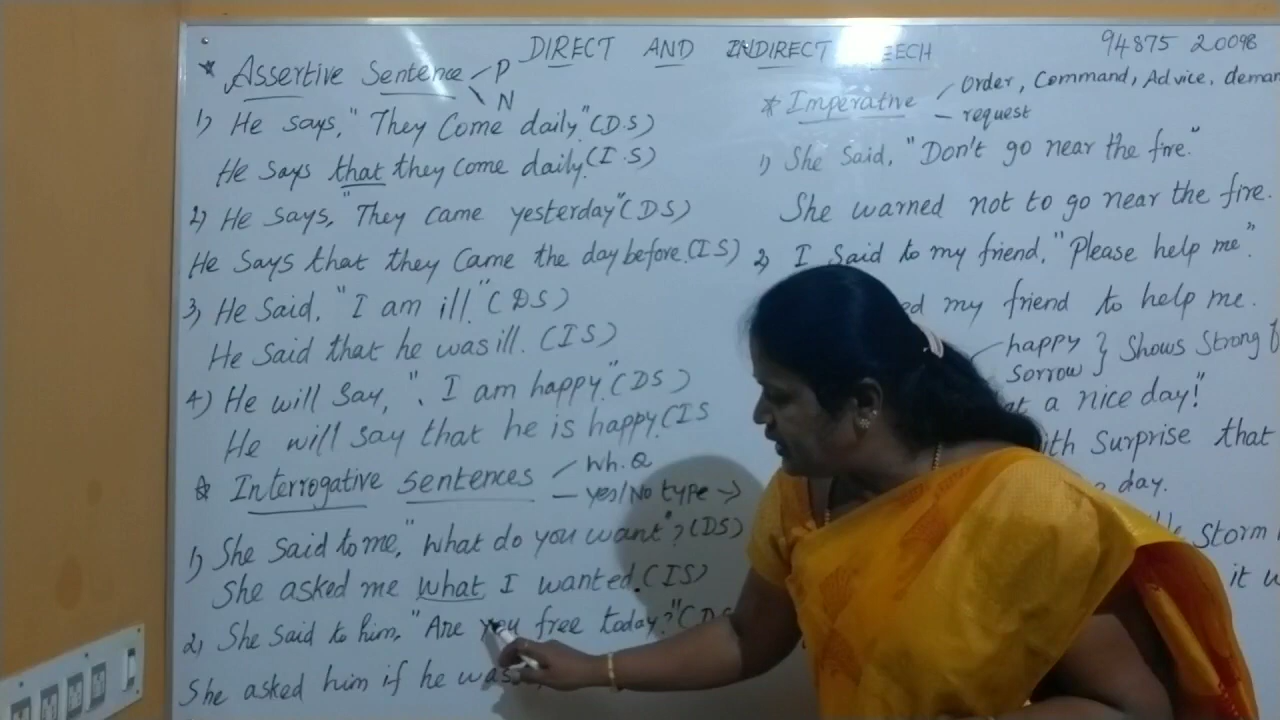 DIRECT AND INDIRECT EECH
94875 20098
* Assertive Sentence P
N
1) He says, "They Come daily." (D.S)
He Says that they come daily. (I.S)
2) He says, "They came yesterday" (DS)
He Says that they Came the day before. (IS)
3) He Said, "I am ill." (DS)
He Said that he was ill. (IS)
4) He will Say, ", I am happy." (DS)
He will say that he is happy. (IS
* Interrogative sentences Wh.Q
yes/No type →
1) She Said to me, "What do you want"? (DS)
She asked me what I wanted. (IS)
2) She Said to him, "Are you free today?" (DS
She asked him if he was
* Imperative Order, Command, Advice, deman
request
1) She Said, "Don't go near the fire."
She warned not to go near the fire.
2) I Said to my friend, "Please help me".
ed my friend to help me.
happy } Shows Strong
Sorrow
a nice day!"
ith surprise that
day.
storm
it w